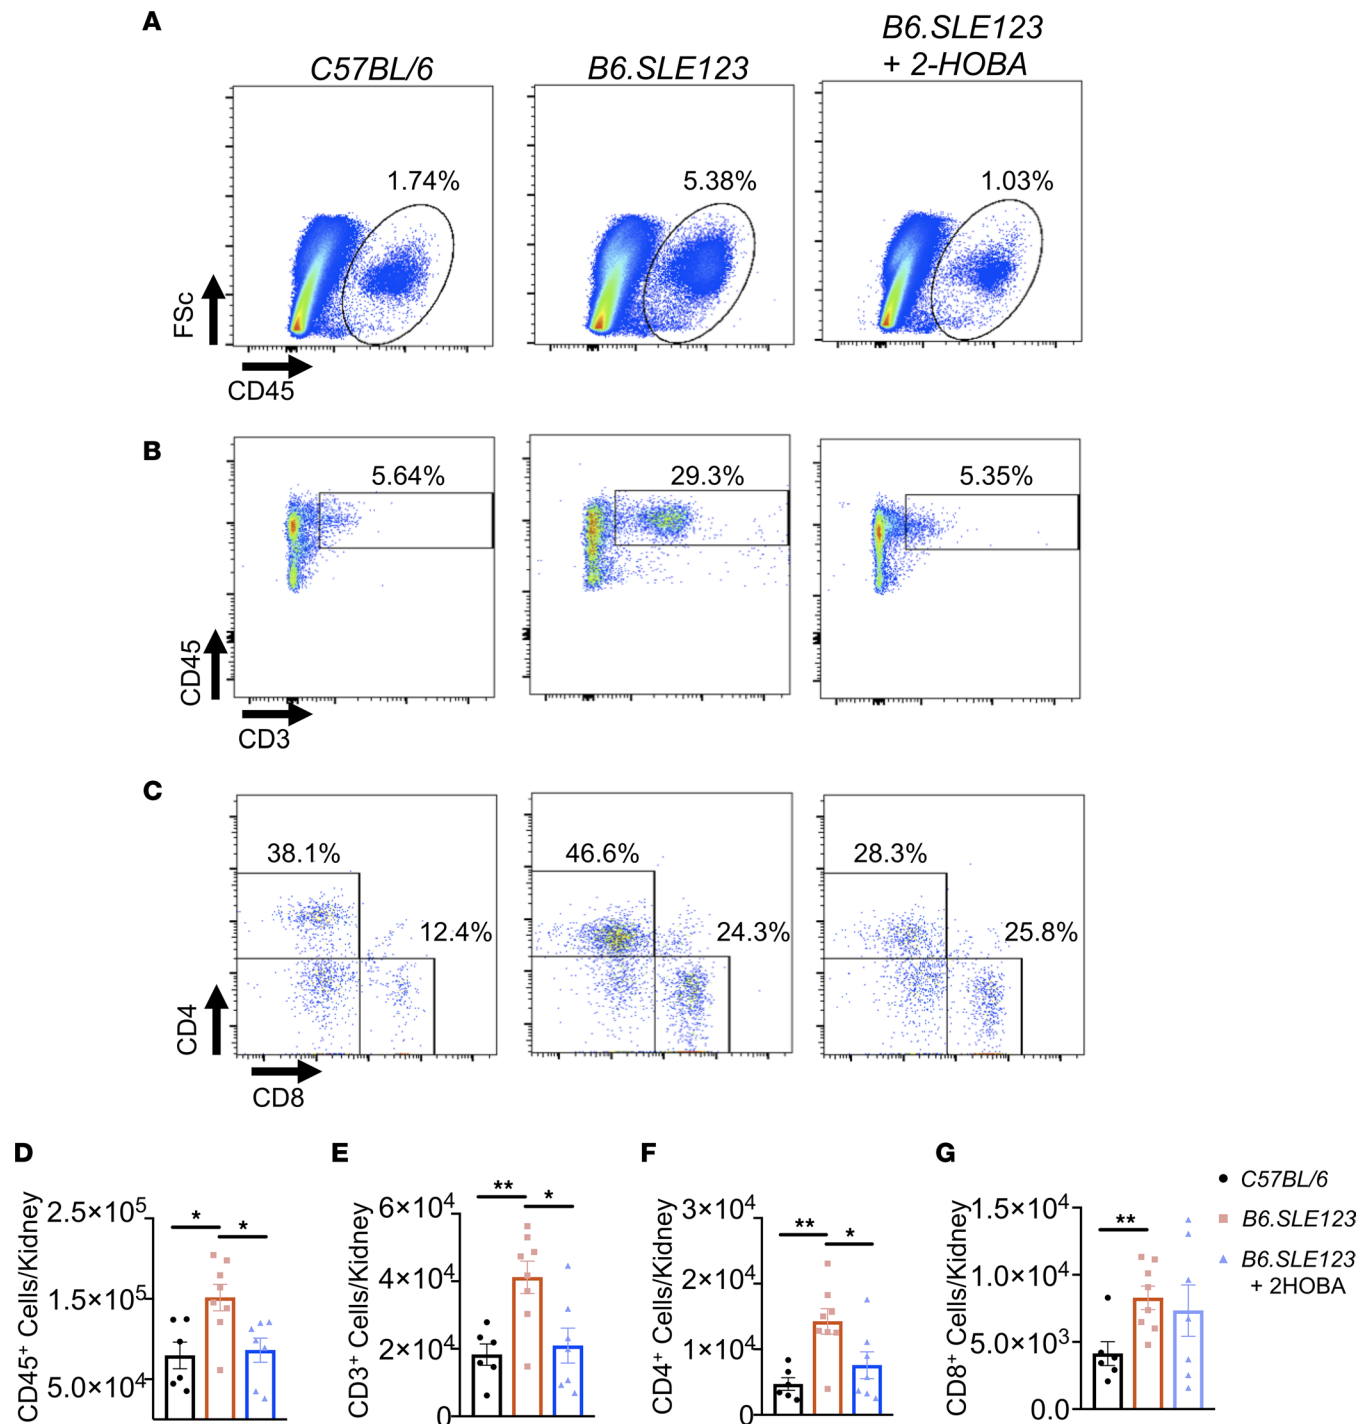 A
C57BL/6
B6.SLE123
B6.SLE123
+ 2-HOBA
1.74%
5.38%
1.03%
FSc
CD45
B
5.64%
29.3%
5.35%
CD45
CD3
C
38.1%
46.6%
28.3%
12.4%
24.3%
25.8%
CD4
CD8
D
CD45⁺ Cells/Kidney
2.5×10⁵
1.5×10⁵
5.0×10⁴
*
*
E
CD3⁺ Cells/Kidney
6×10⁴
4×10⁴
2×10⁴
0
**
*
F
CD4⁺ Cells/Kidney
3×10⁴
2×10⁴
1×10⁴
0
**
*
G
CD8⁺ Cells/Kidney
1.5×10⁴
1.0×10⁴
5.0×10³
0.0
**
C57BL/6
B6.SLE123
B6.SLE123
+ 2HOBA